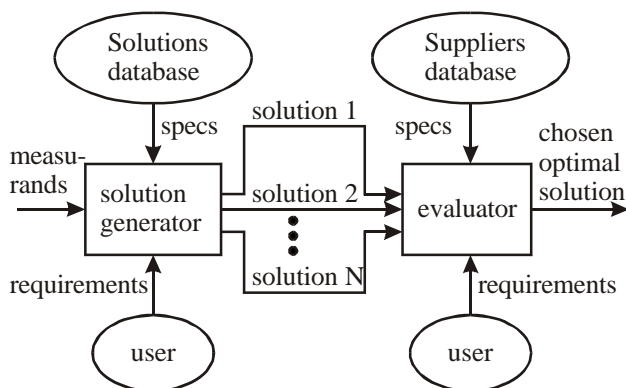 Solutions
database
Suppliers
database
specs
solution 1
specs
measu-
rands
solution
generator
solution 2
evaluator
chosen
optimal
solution
requirements
solution N
requirements
user
user